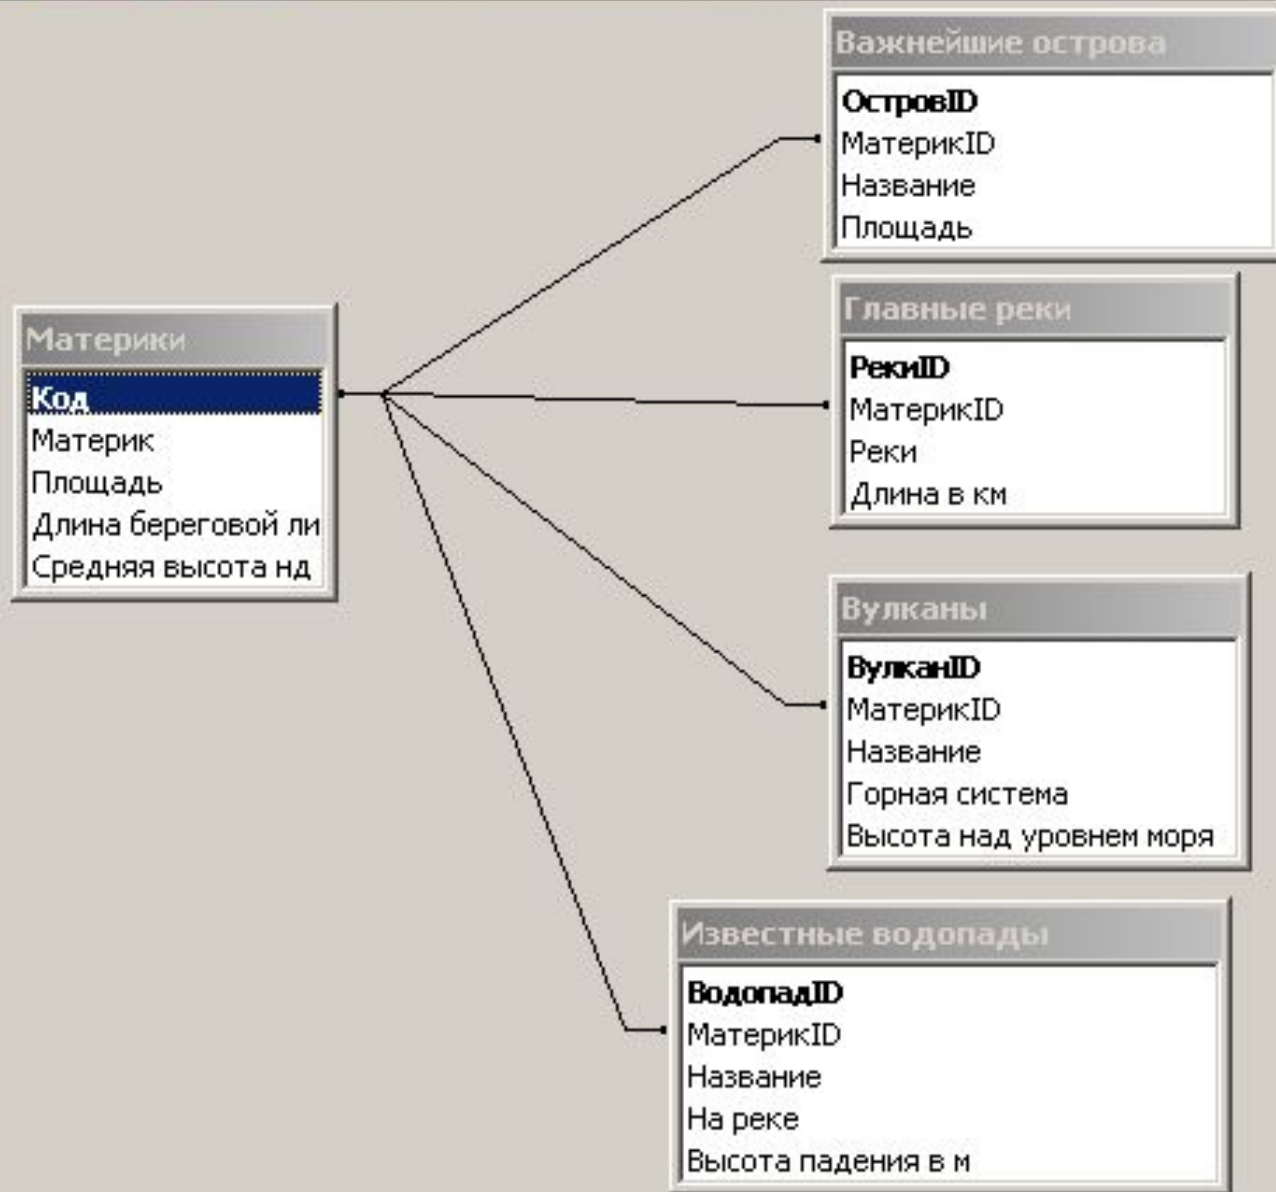 Важнейшие острова
ОстровID
МатерикID
Название
Площадь
Главные реки
РекиID
МатерикID
Реки
Длина в км
Материки
Код
Материк
Площадь
Длина береговой ли
Средняя высота нд
Вулканы
ВулканID
МатерикID
Название
Горная система
Высота над уровнем моря
Известные водопады
ВодопадID
МатерикID
Название
На реке
Высота падения в м